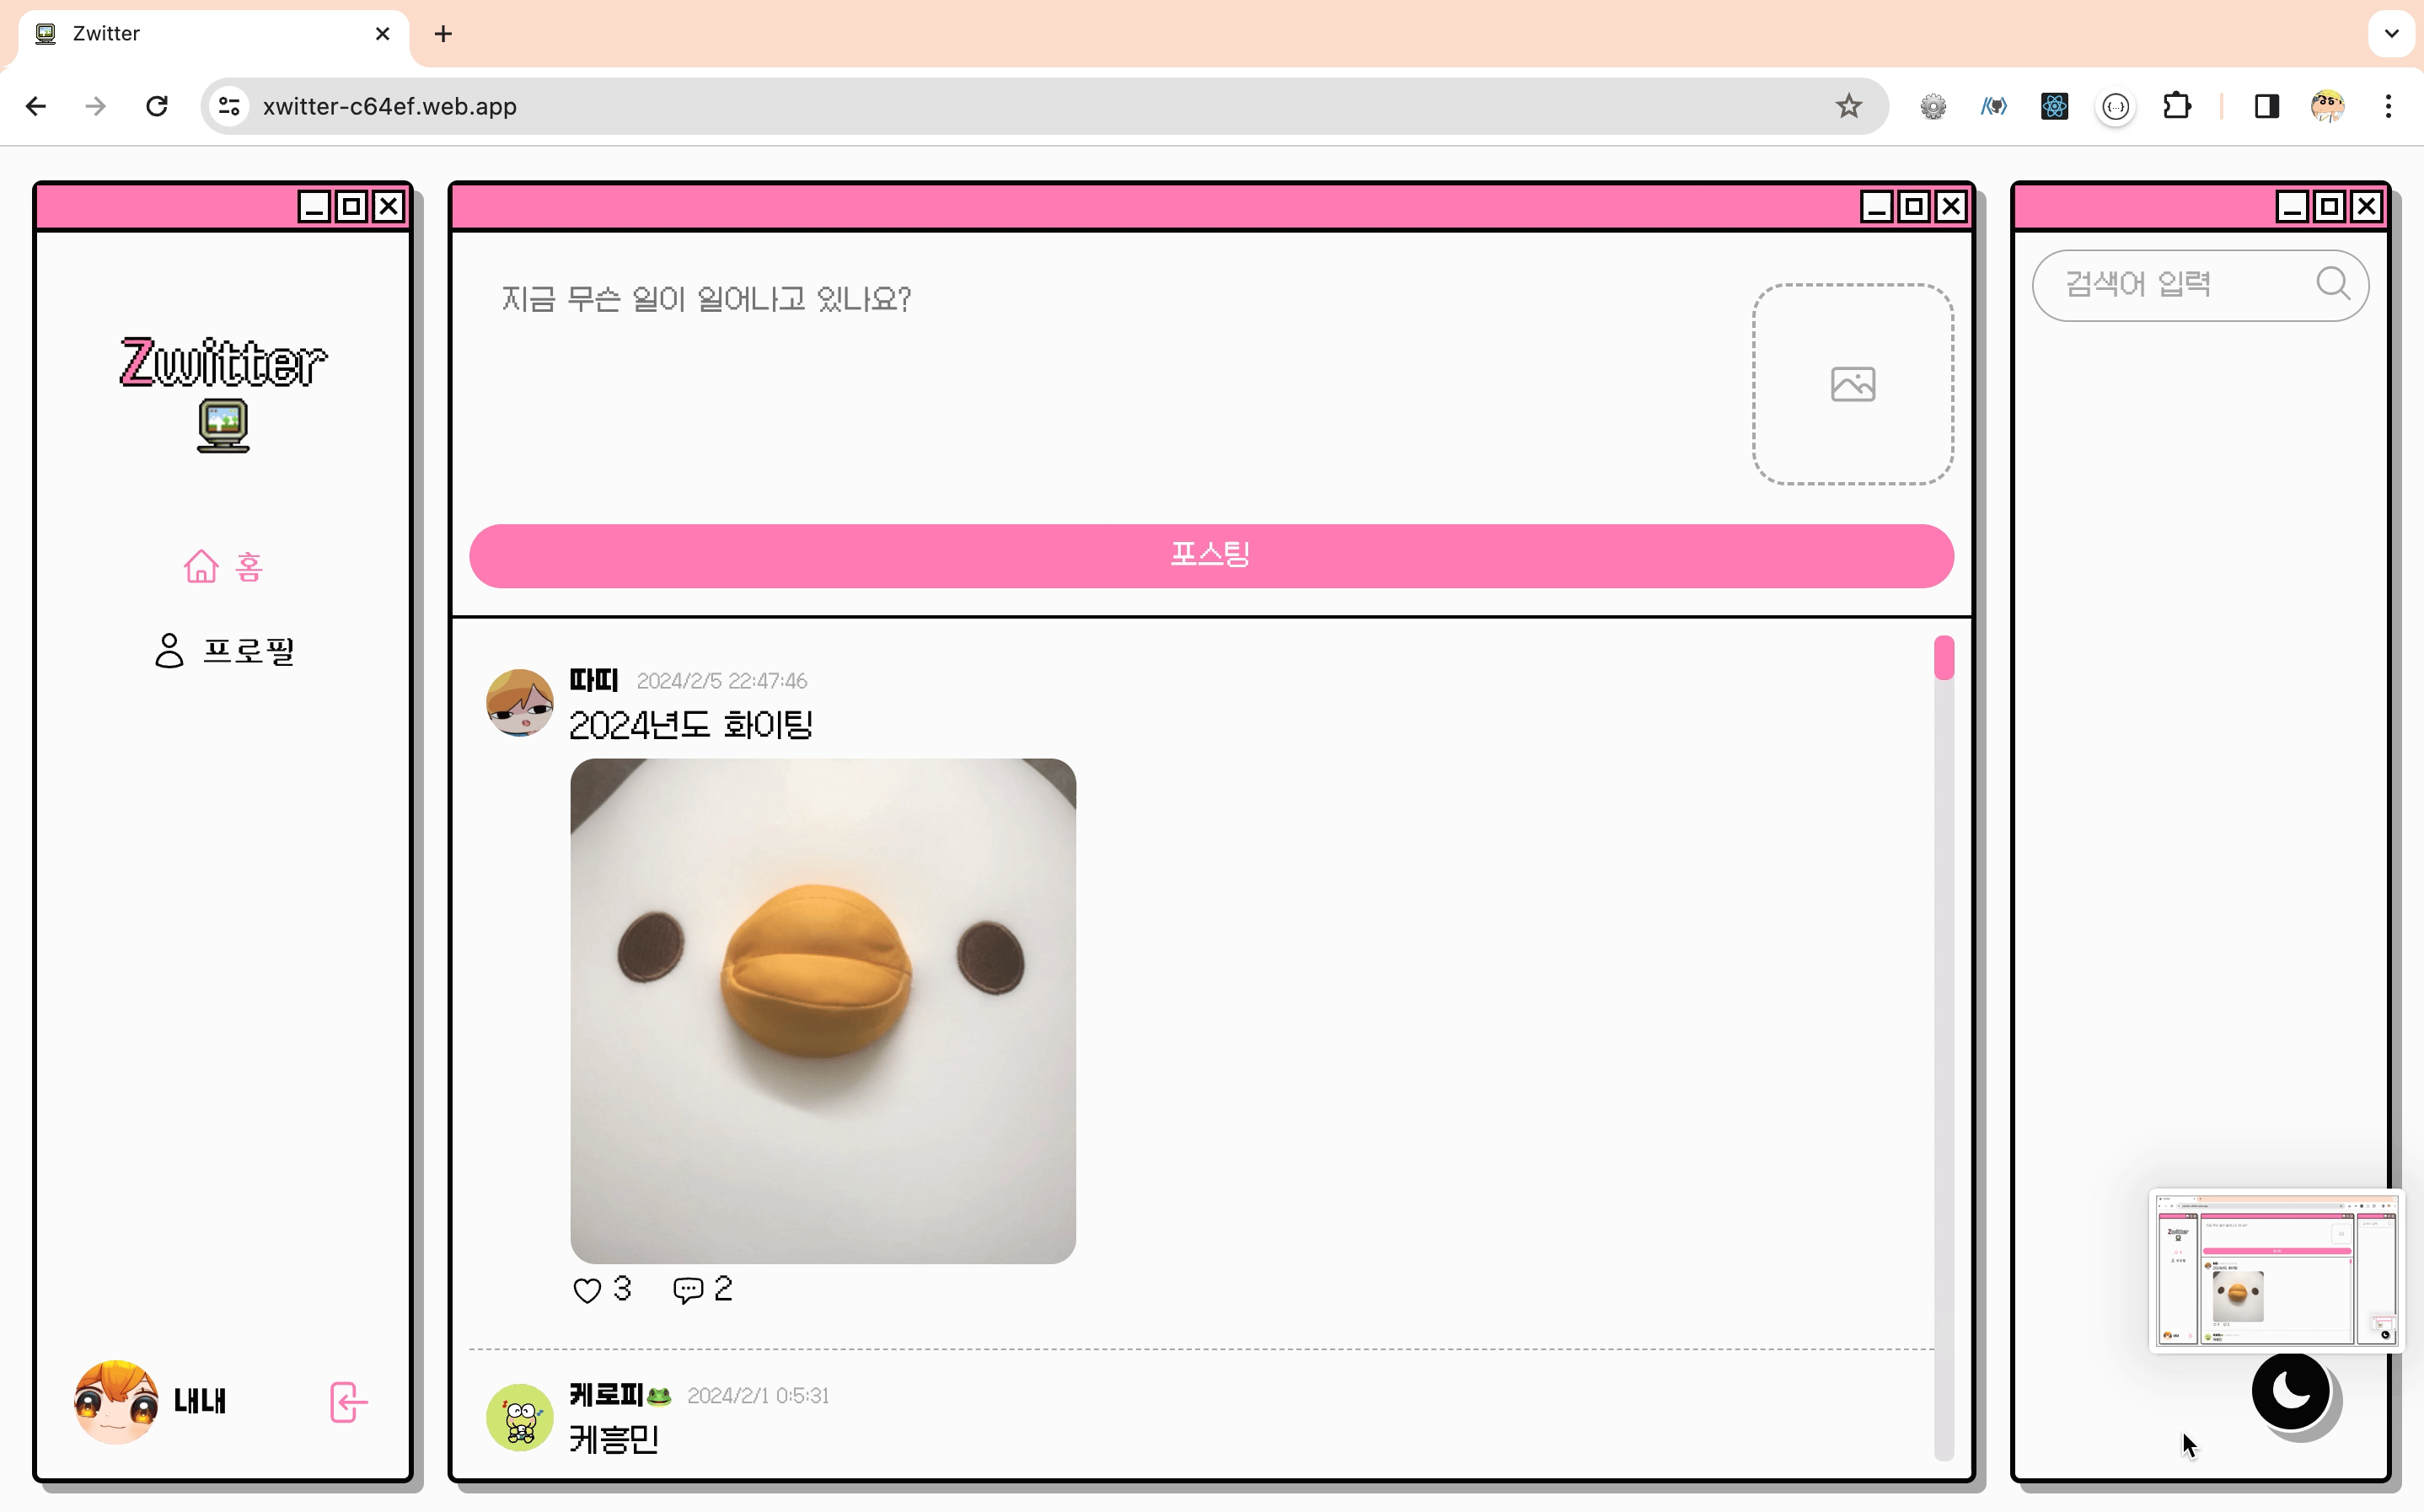 Zwitter
xwitter-c64ef.web.app
Zwitter
홈
프로필
내내
지금 무슨 일이 일어나고 있나요?
포스팅
따띠 2024/2/5 22:47:46
2024년도 화이팅
3 2
케로피🐸 2024/2/1 0:5:31
케흥민
검색어 입력